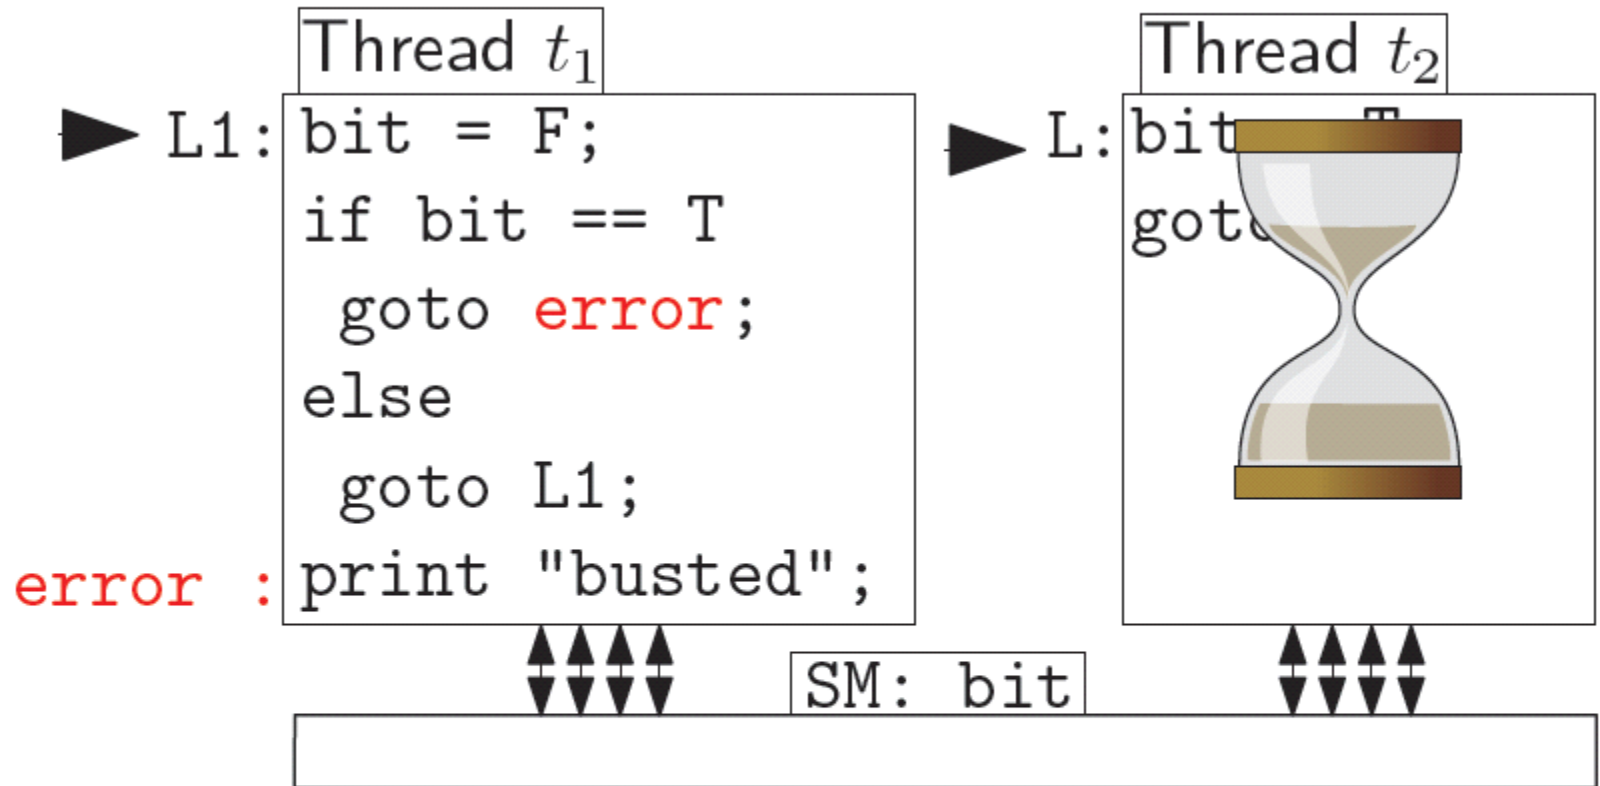 Thread t1
L1: bit = F;
if bit == T
goto error;
else
goto L1;
error : print "busted";
Thread t2
L: bit
goto
SM: bit